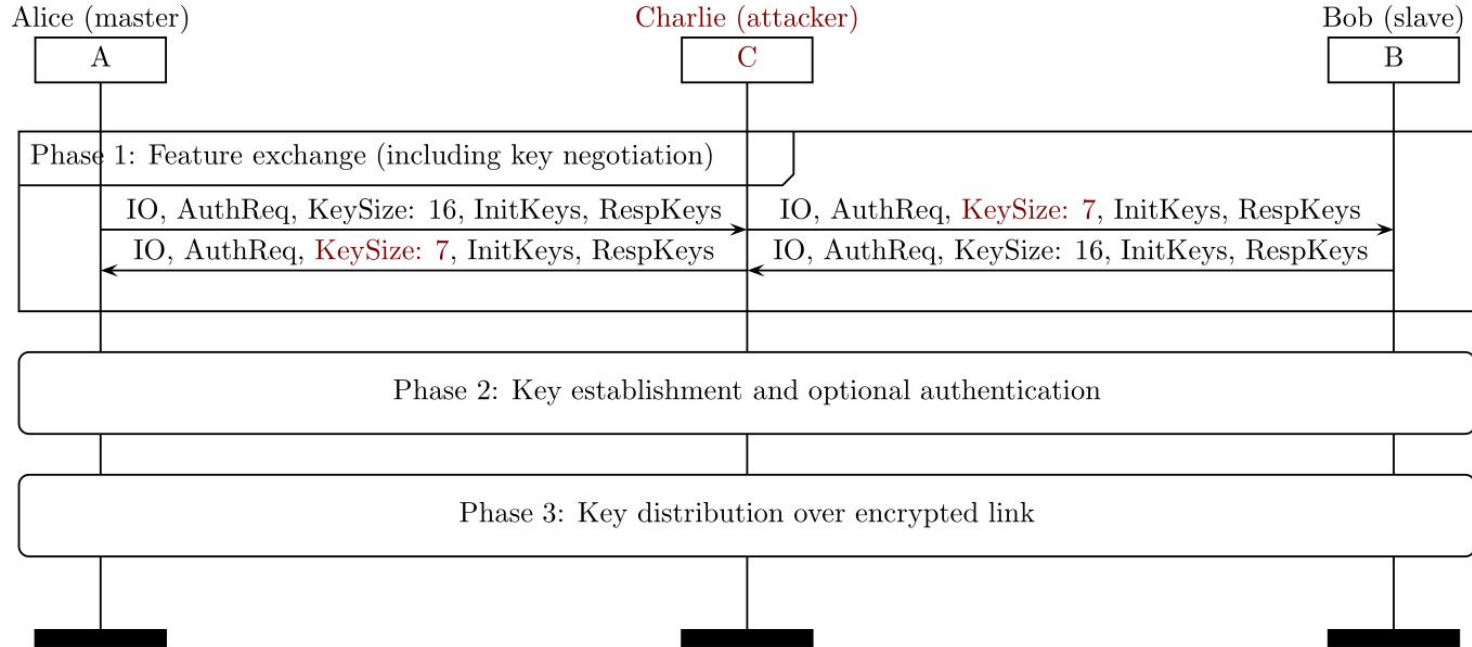 Alice (master)
Charlie (attacker)
Bob (slave)
A
C
B
Phase 1: Feature exchange (including key negotiation)
IO, AuthReq, KeySize: 16, InitKeys, RespKeys
IO, AuthReq, KeySize: 7, InitKeys, RespKeys
IO, AuthReq, KeySize: 7, InitKeys, RespKeys
IO, AuthReq, KeySize: 16, InitKeys, RespKeys
Phase 2: Key establishment and optional authentication
Phase 3: Key distribution over encrypted link